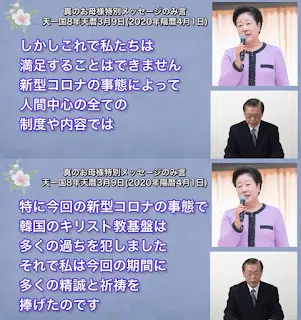 真のお母様特別メッセージのみ言
天一国8年天暦3月9日(2020年陽暦4月1日)
しかしこれで私たちは
満足することはできません
新型コロナの事態によって
人間中心の全ての
制度や内容では
真のお母様特別メッセージのみ言
天一国8年天暦3月9日(2020年陽暦4月1日)
特に今回の新型コロナの事態で
韓国のキリスト教基盤は
多くの過ちを犯しました
それで私は今回の期間に
多くの精誠と祈祷を
捧げたのです